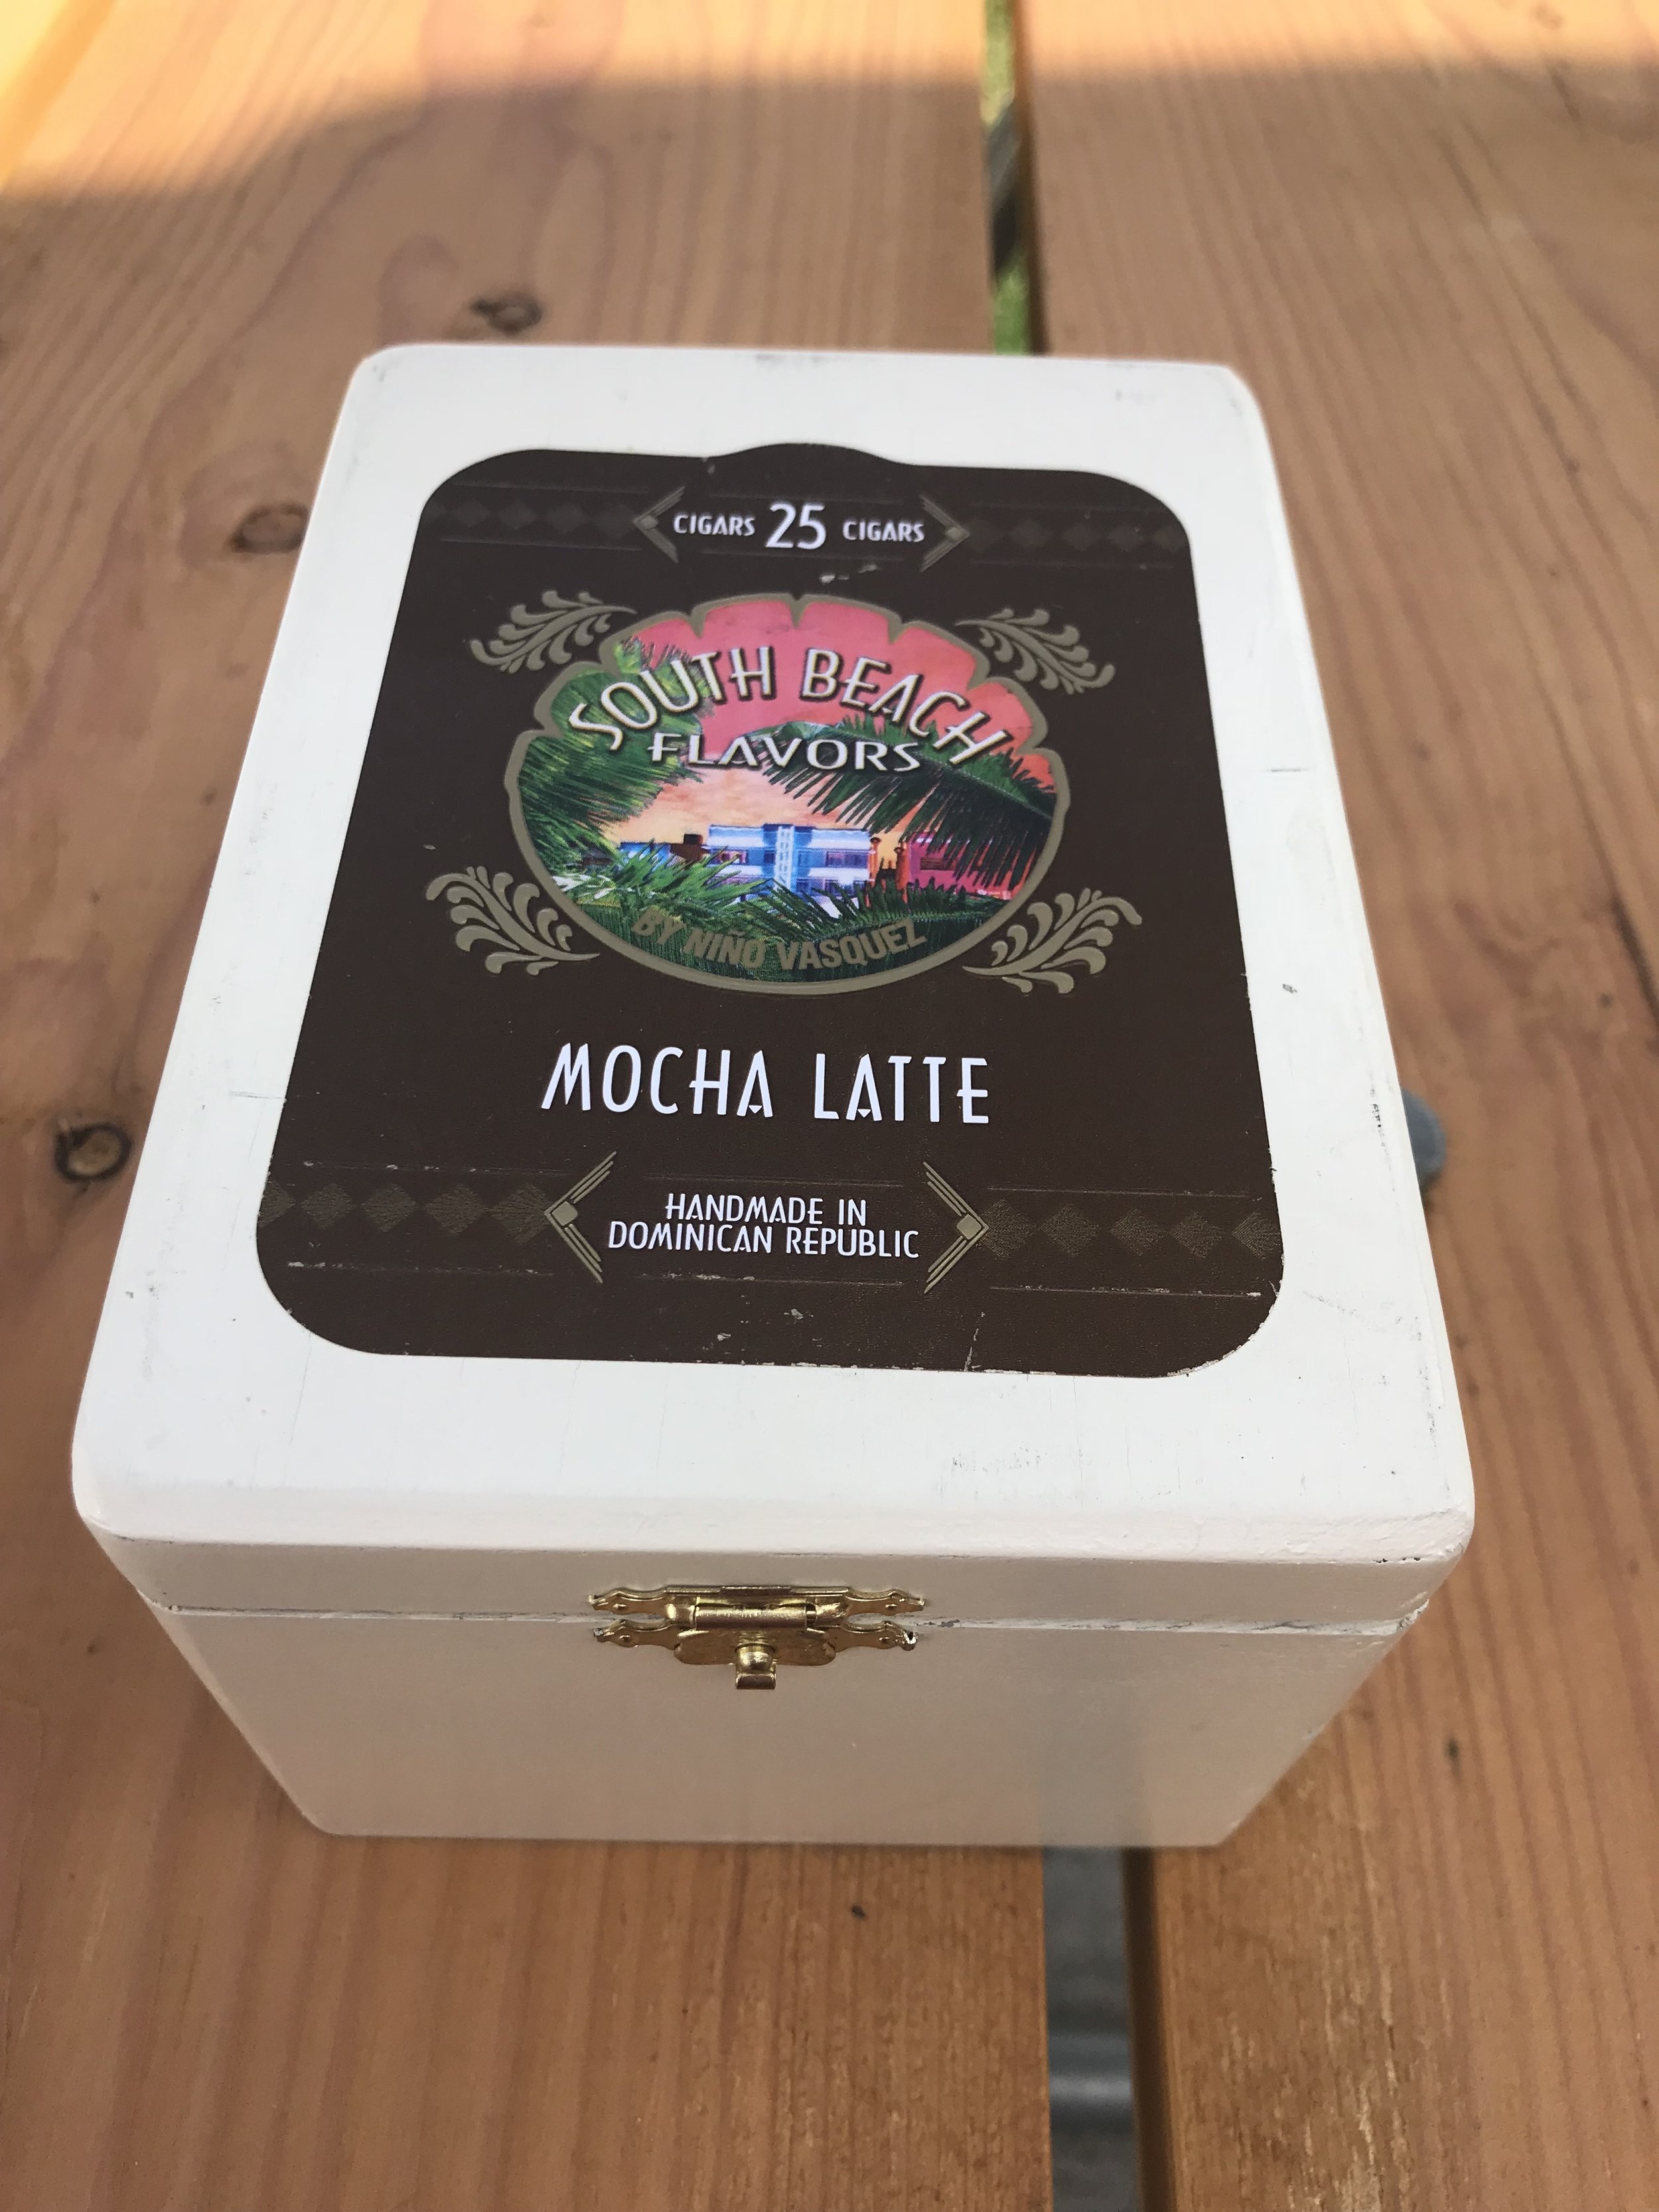 CIGARS 25 CIGARS
SOUTH BEACH
FLAVORS
BY NIÑO VASQUEZ
MOCHA LATTE
HANDMADE IN
DOMINICAN REPUBLIC